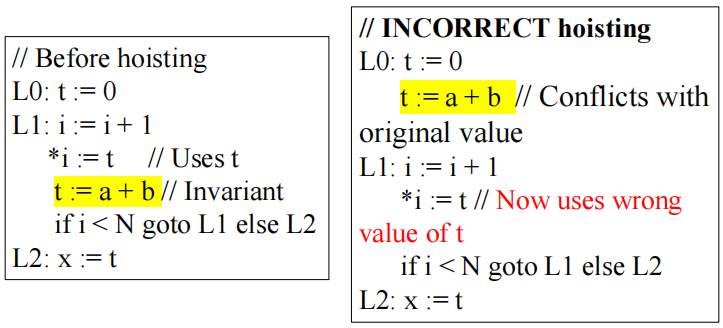 // Before hoisting
L0: t := 0
L1: i := i + 1
*i := t // Uses t
t := a + b // Invariant
if i < N goto L1 else L2
L2: x := t
// INCORRECT hoisting
L0: t := 0
t := a + b // Conflicts with
original value
L1: i := i + 1
*i := t // Now uses wrong
value of t
if i < N goto L1 else L2
L2: x := t